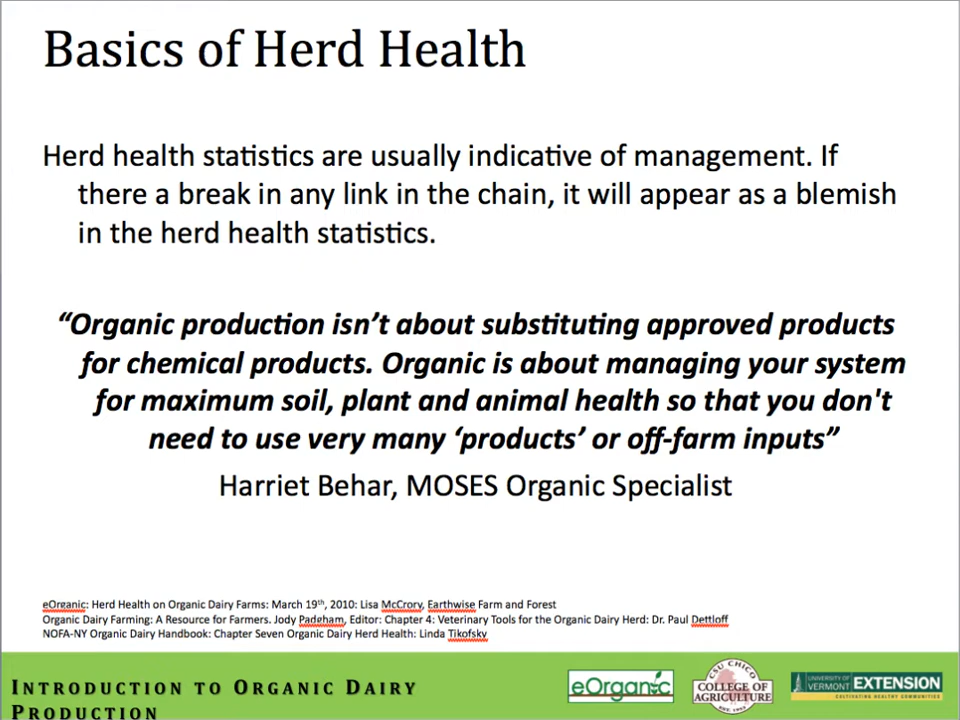 Basics of Herd Health
Herd health statistics are usually indicative of management. If
there a break in any link in the chain, it will appear as a blemish
in the herd health statistics.
“Organic production isn’t about substituting approved products
for chemical products. Organic is about managing your system
for maximum soil, plant and animal health so that you don't
need to use very many ‘products’ or off-farm inputs”
Harriet Behar, MOSES Organic Specialist
eOrganic: Herd Health on Organic Dairy Farms: March 19th, 2010: Lisa McCrory, Earthwise Farm and Forest
Organic Dairy Farming: A Resource for Farmers. Jody Padgham, Editor: Chapter 4: Veterinary Tools for the Organic Dairy Herd: Dr. Paul Dettloff
NOFA-NY Organic Dairy Handbook: Chapter Seven Organic Dairy Herd Health: Linda Tikofsky
INTRODUCTION TO ORGANIC DAIRY
PRODUCTION
eOrganic
CSU CHICO
COLLEGE OF
AGRICULTURE
EST. 1952
UNIVERSITY OF
VERMONT EXTENSION
CULTIVATING HEALTHY COMMUNITIES